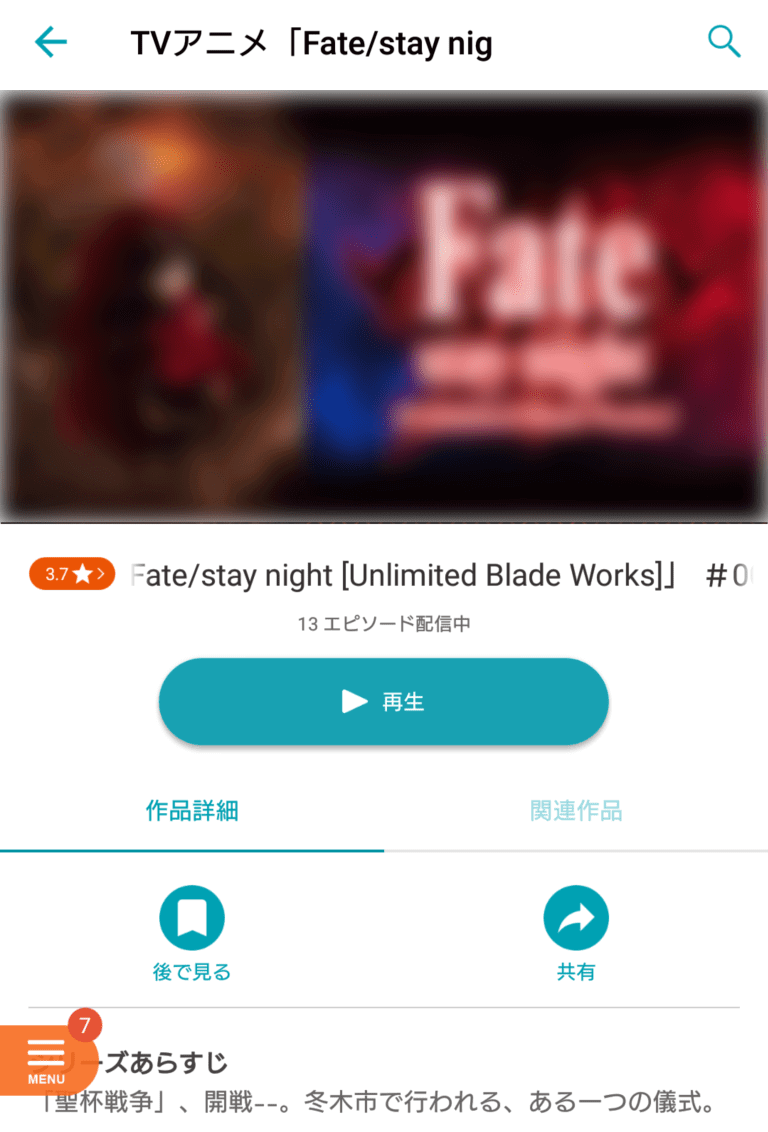 TVアニメ「Fate/stay nig
Fate
stay night
3.7★> Fate/stay night [Unlimited Blade Works]」 #0
13 エピソード配信中
再生
作品詳細
関連作品
後で見る
共有
7
MENU
リーズあらすじ
「聖杯戦争」、開戦--。冬木市で行われる、ある一つの儀式。